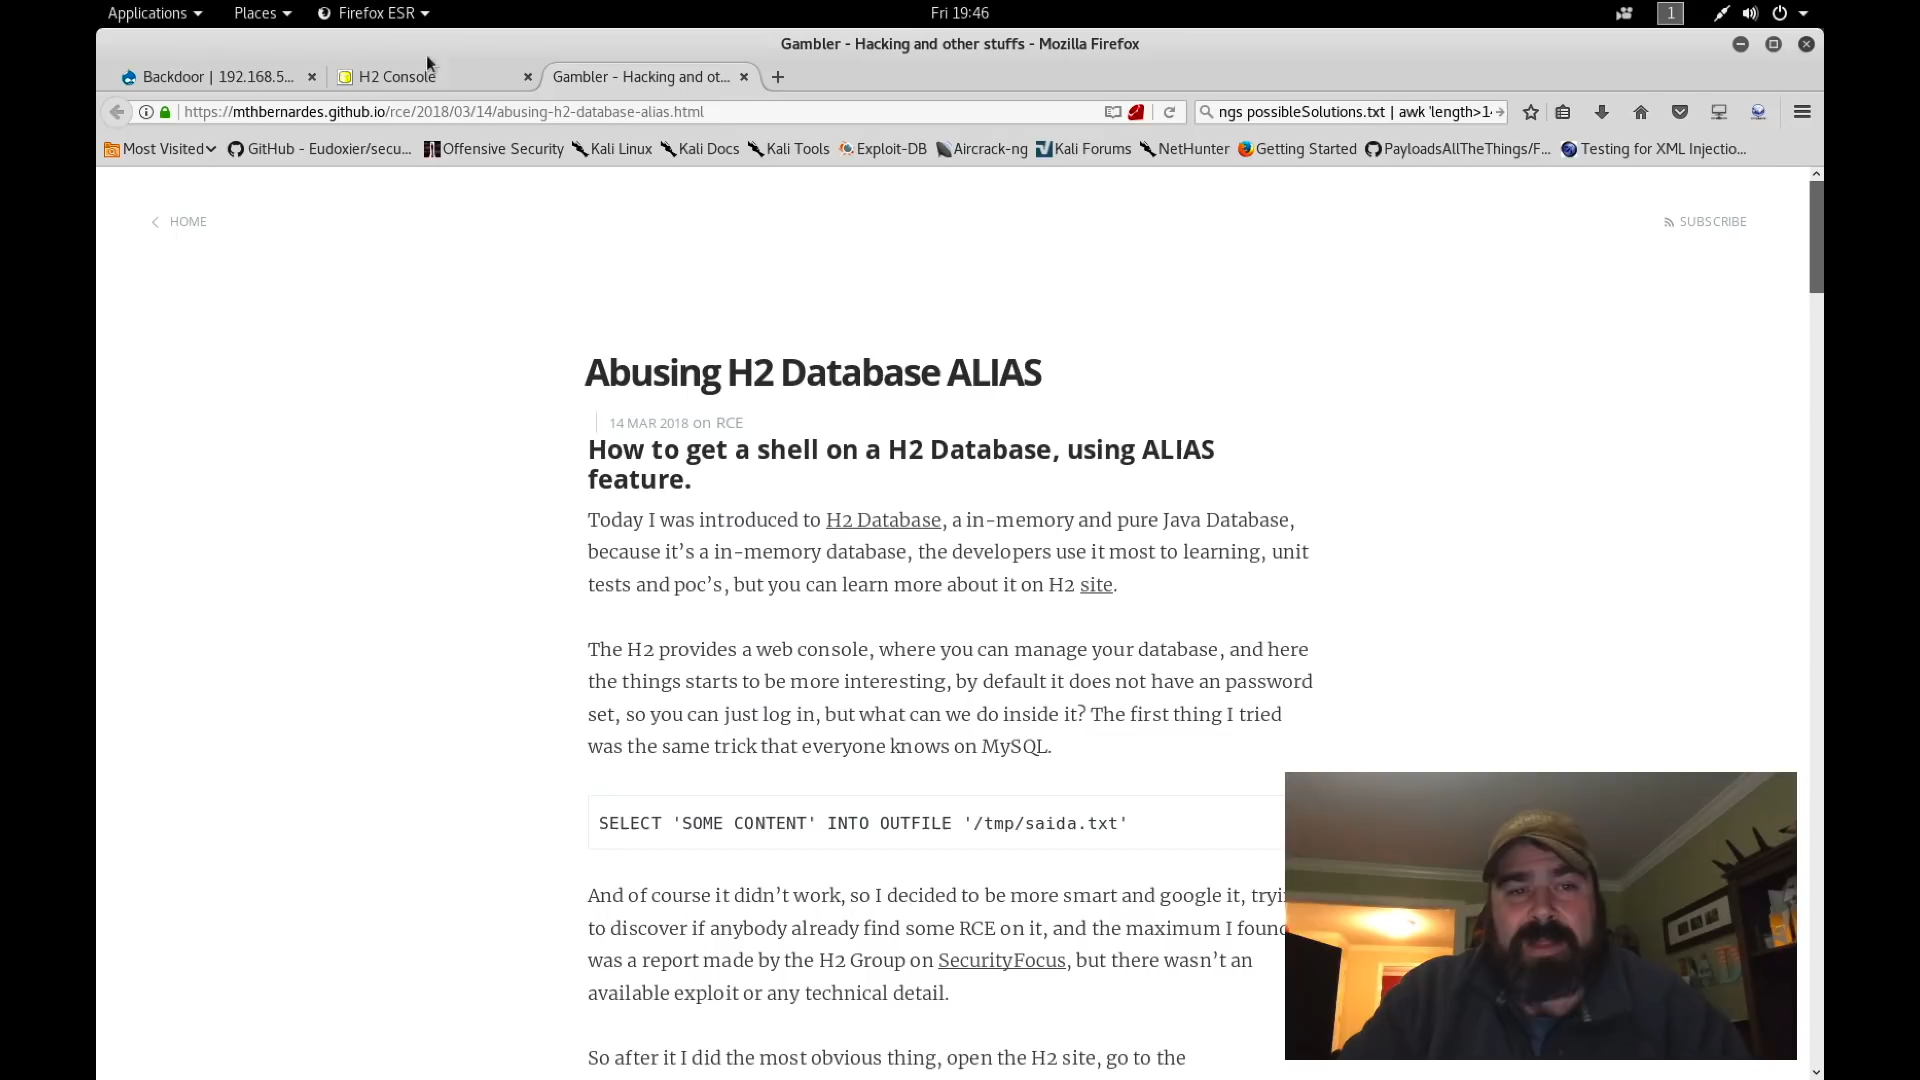 Applications
Places
Firefox ESR
Fri 19:46
1
Gambler - Hacking and other stuffs - Mozilla Firefox
Backdoor | 192.168.5...
H2 Console
Gambler - Hacking and ot...
https://mthbernardes.github.io/rce/2018/03/14/abusing-h2-database-alias.html
ngs possibleSolutions.txt | awk 'length>1
Most Visited
GitHub - Eudoxier/secu...
Offensive Security
Kali Linux
Kali Docs
Kali Tools
Exploit-DB
Aircrack-ng
Kali Forums
NetHunter
Getting Started
PayloadsAllTheThings/F...
Testing for XML Injectio...
HOME
SUBSCRIBE
Abusing H2 Database ALIAS
14 MAR 2018 on RCE
How to get a shell on a H2 Database, using ALIAS
feature.
Today I was introduced to H2 Database, a in-memory and pure Java Database,
because it's a in-memory database, the developers use it most to learning, unit
tests and poc's, but you can learn more about it on H2 site.
The H2 provides a web console, where you can manage your database, and here
the things starts to be more interesting, by default it does not have an password
set, so you can just log in, but what can we do inside it? The first thing I tried
was the same trick that everyone knows on MySQL.
SELECT 'SOME CONTENT' INTO OUTFILE '/tmp/saida.txt'
And of course it didn't work, so I decided to be more smart and google it, tryi
to discover if anybody already find some RCE on it, and the maximum I found
was a report made by the H2 Group on SecurityFocus, but there wasn't an
available exploit or any technical detail.
So after it I did the most obvious thing, open the H2 site, go to the